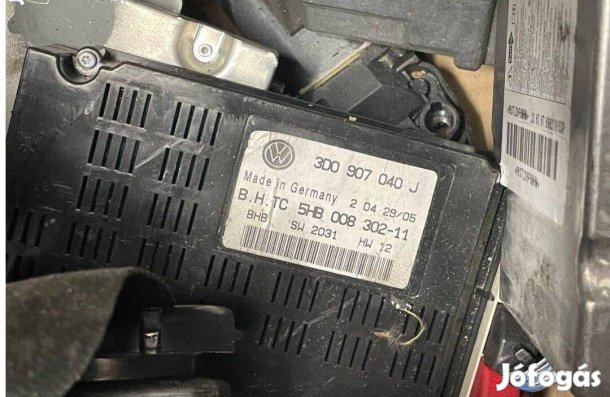 3D0 907 040 J
Made in Germany 2 04 29/05
B.H.TC 5HB 008 302-11
BHB SW 2031 HW 12
Jófogás